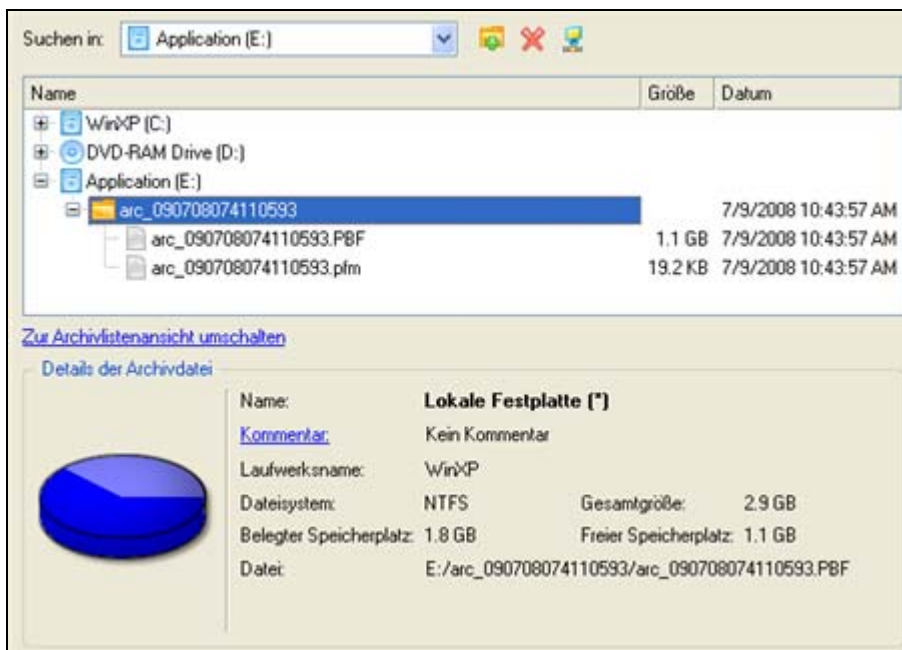 Suchen in: Application (E:)
Name Größe Datum
WinXP (C:)
DVD-RAM Drive (D:)
Application (E:)
arc_090708074110593 7/9/2008 10:43:57 AM
arc_090708074110593.PBF 1.1 GB 7/9/2008 10:43:57 AM
arc_090708074110593.pfm 19.2 KB 7/9/2008 10:43:57 AM
Zur Archivlistenansicht umschalten
Details der Archivdatei
Name: Lokale Festplatte (*)
Kommentar: Kein Kommentar
Laufwerksname: WinXP
Dateisystem: NTFS Gesamtgröße: 2.9 GB
Belegter Speicherplatz: 1.8 GB Freier Speicherplatz: 1.1 GB
Datei: E:/arc_090708074110593/arc_090708074110593.PBF